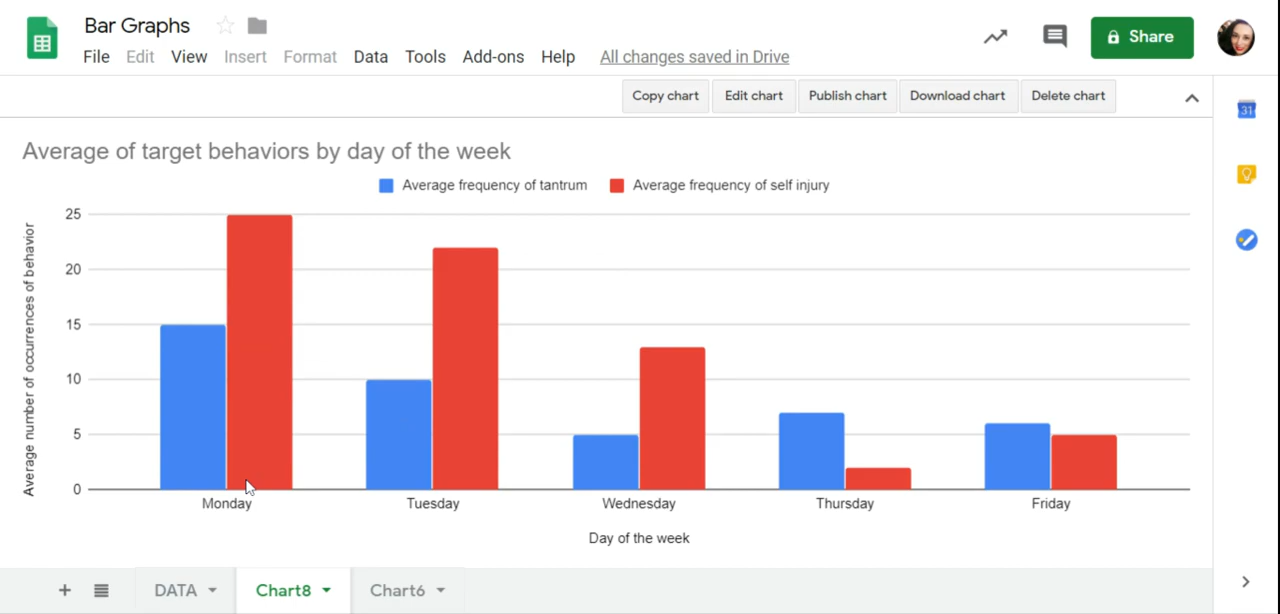 Bar Graphs
File Edit View Insert Format Data Tools Add-ons Help All changes saved in Drive
Share
Copy chart Edit chart Publish chart Download chart Delete chart
31
Average of target behaviors by day of the week
Average frequency of tantrum Average frequency of self injury
Average number of occurrences of behavior
25
20
15
10
5
0
Monday Tuesday Wednesday Thursday Friday
Day of the week
+ DATA Chart8 Chart6